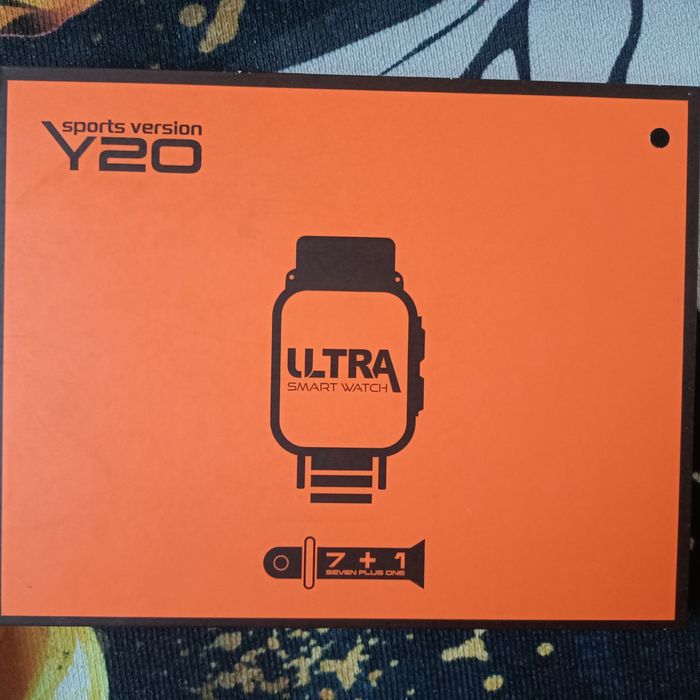 sports version
Y20
ULTRA
SMART WATCH
7 + 1
SEVEN PLUS ONE